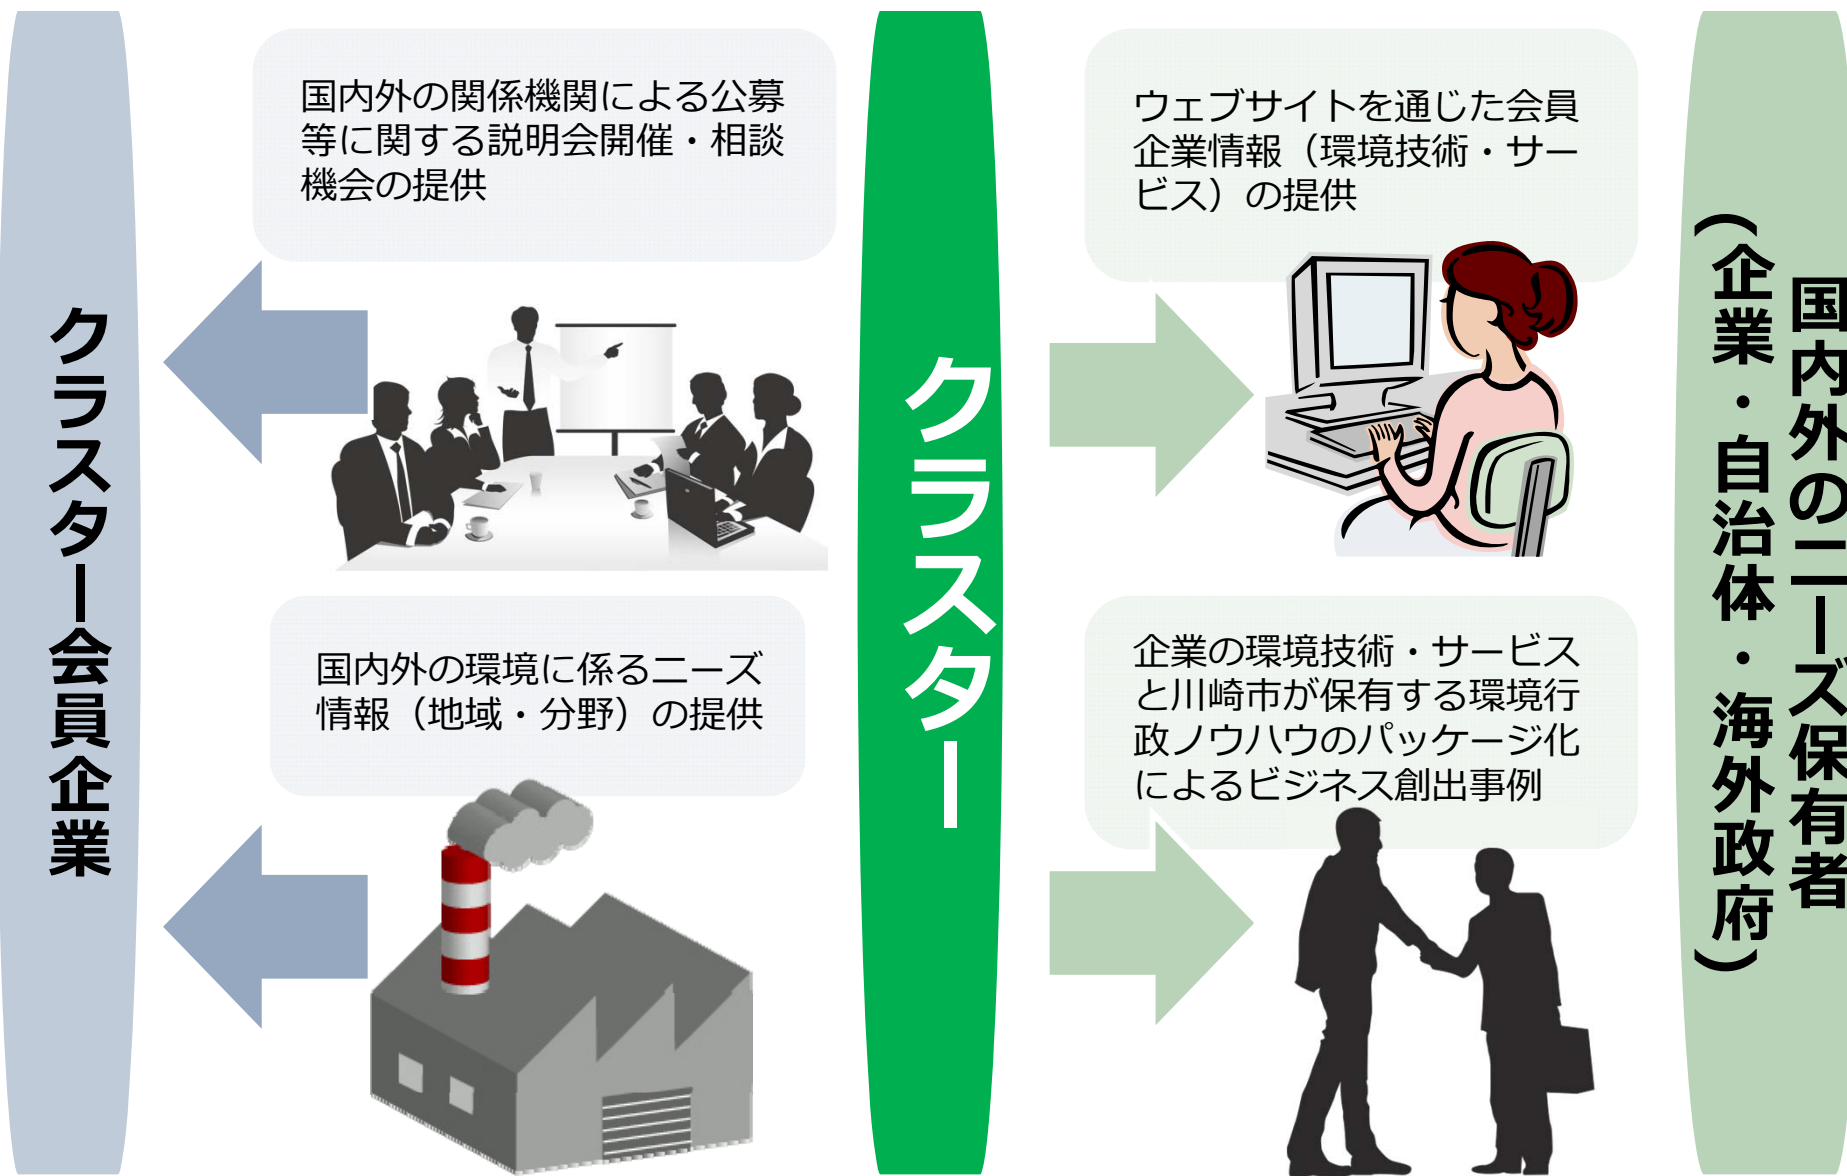 クラスター会員企業
国内外の関係機関による公募
等に関する説明会開催・相談
機会の提供
国内外の環境に係るニーズ
情報（地域・分野）の提供
クラスター
ウェブサイトを通じた会員
企業情報（環境技術・サー
ビス）の提供
企業の環境技術・サービス
と川崎市が保有する環境行
政ノウハウのパッケージ化
によるビジネス創出事例
国内外のニーズ保有者
（企業・自治体・海外政府）